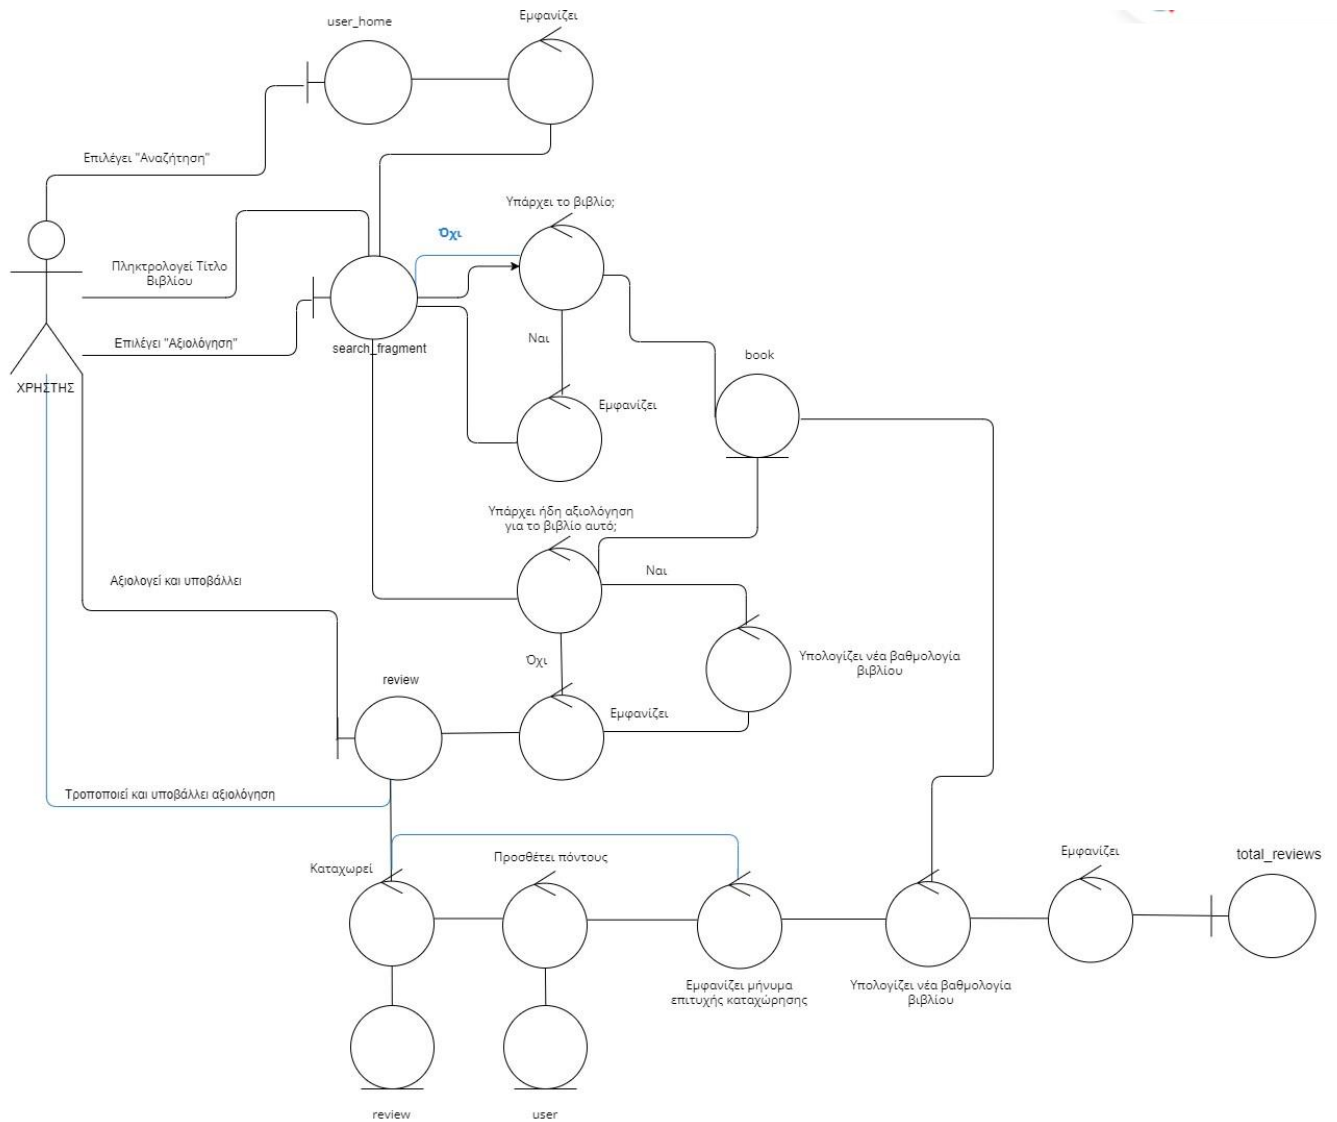 user_home
Εμφανίζει
Επιλέγει "Αναζήτηση"
Υπάρχει το βιβλίο;
Όχι
Πληκτρολογεί Τίτλο
Βιβλίου
Επιλέγει "Αξιολόγηση"
search_fragment
Ναι
book
ΧΡΗΣΤΗΣ
Εμφανίζει
Υπάρχει ήδη αξιολόγηση
για το βιβλίο αυτό;
Ναι
Αξιολογεί και υποβάλλει
Όχι
Υπολογίζει νέα βαθμολογία
βιβλίου
review
Εμφανίζει
Τροποποιεί και υποβάλλει αξιολόγηση
Καταχωρεί
Προσθέτει πόντους
Εμφανίζει
total_reviews
Εμφανίζει μήνυμα
επιτυχής καταχώρησης
Υπολογίζει νέα βαθμολογία
βιβλίου
review
user